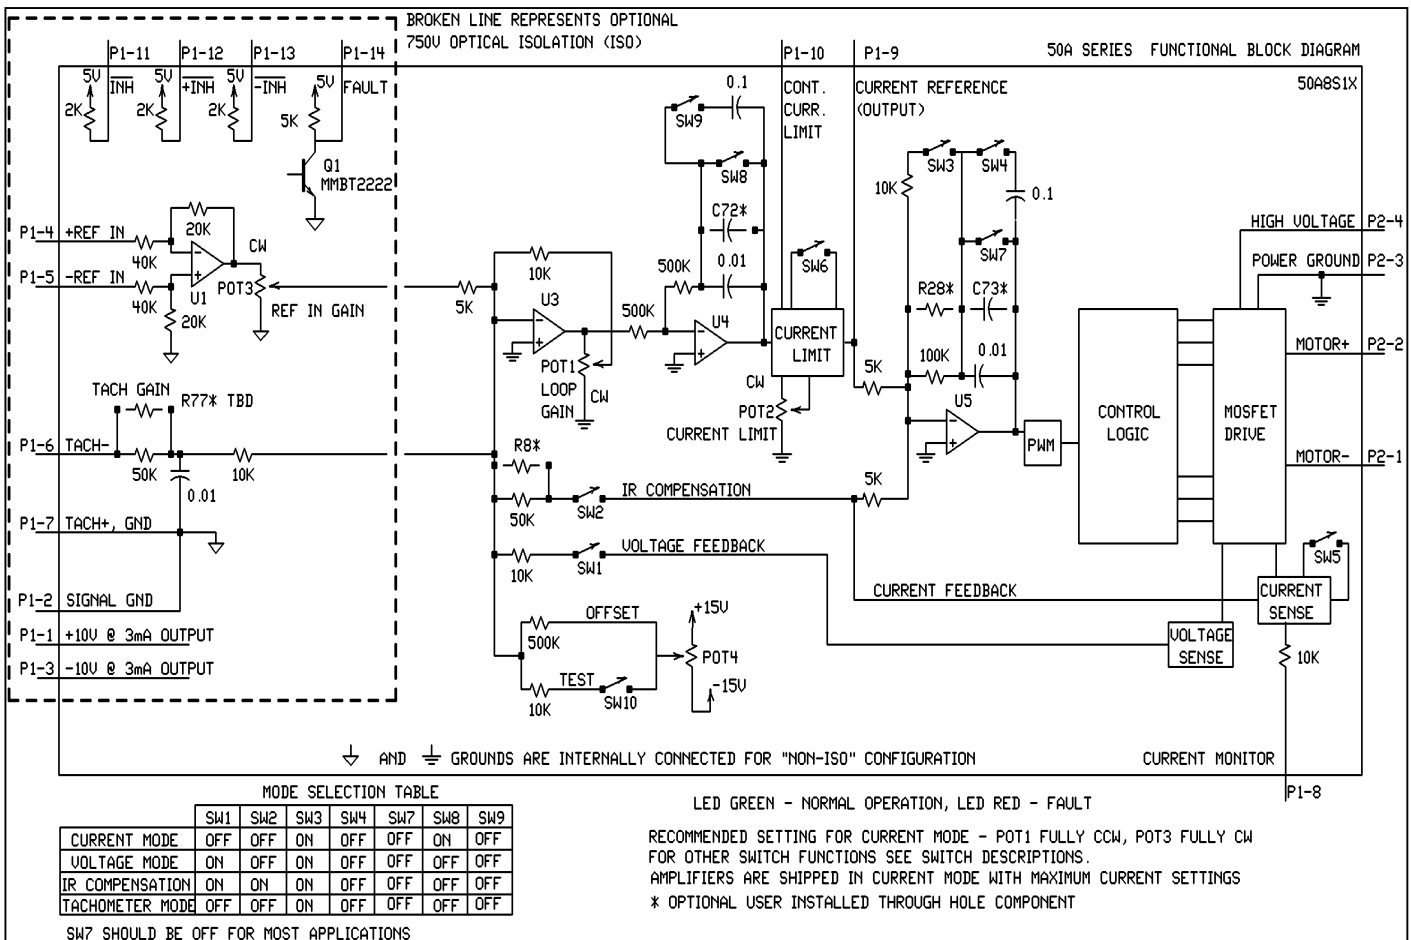 BROKEN LINE REPRESENTS OPTIONAL
750V OPTICAL ISOLATION (ISO)
50A SERIES FUNCTIONAL BLOCK DIAGRAM
50A8S1X
P1-11
P1-12
P1-13
P1-14
P1-10
P1-9
5V
INH
5V
+INH
5V
-INH
5V
FAULT
2K
2K
2K
5K
Q1
MMBT2222
CONT.
CURR.
LIMIT
CURRENT REFERENCE
(OUTPUT)
0.1
SW9
SW8
C72*
0.01
500K
SW6
SW3
SW4
10K
0.1
SW7
R28*
C73*
100K
0.01
P1-4
+REF IN
20K
40K
CW
P1-5
-REF IN
U1
POT3
40K
20K
REF IN GAIN
5K
10K
U3
500K
U4
POT1
LOOP
GAIN
CW
CURRENT
LIMIT
CW
POT2
CURRENT LIMIT
5K
U5
PWM
CONTROL
LOGIC
MOSFET
DRIVE
HIGH VOLTAGE
P2-4
POWER GROUND
P2-3
MOTOR+
P2-2
MOTOR-
P2-1
TACH GAIN
R77* TBD
P1-6
TACH-
50K
10K
0.01
P1-7
TACH+, GND
R8*
50K
SW2
IR COMPENSATION
5K
10K
SW1
VOLTAGE FEEDBACK
SW5
CURRENT FEEDBACK
CURRENT
SENSE
VOLTAGE
SENSE
10K
P1-2
SIGNAL GND
P1-1
+10V @ 3mA OUTPUT
P1-3
-10V @ 3mA OUTPUT
OFFSET
500K
+15V
POT4
TEST
10K
SW10
-15V
AND
GROUNDS ARE INTERNALLY CONNECTED FOR "NON-ISO" CONFIGURATION
CURRENT MONITOR
P1-8
MODE SELECTION TABLE
SW1 SW2 SW3 SW4 SW7 SW8 SW9
CURRENT MODE OFF OFF ON OFF OFF ON OFF
VOLTAGE MODE ON OFF ON OFF OFF OFF OFF
IR COMPENSATION ON ON ON OFF OFF OFF OFF
TACHOMETER MODE OFF OFF ON OFF OFF OFF OFF
SW7 SHOULD BE OFF FOR MOST APPLICATIONS
LED GREEN - NORMAL OPERATION, LED RED - FAULT
RECOMMENDED SETTING FOR CURRENT MODE - POT1 FULLY CCW, POT3 FULLY CW
FOR OTHER SWITCH FUNCTIONS SEE SWITCH DESCRIPTIONS.
AMPLIFIERS ARE SHIPPED IN CURRENT MODE WITH MAXIMUM CURRENT SETTINGS
* OPTIONAL USER INSTALLED THROUGH HOLE COMPONENT